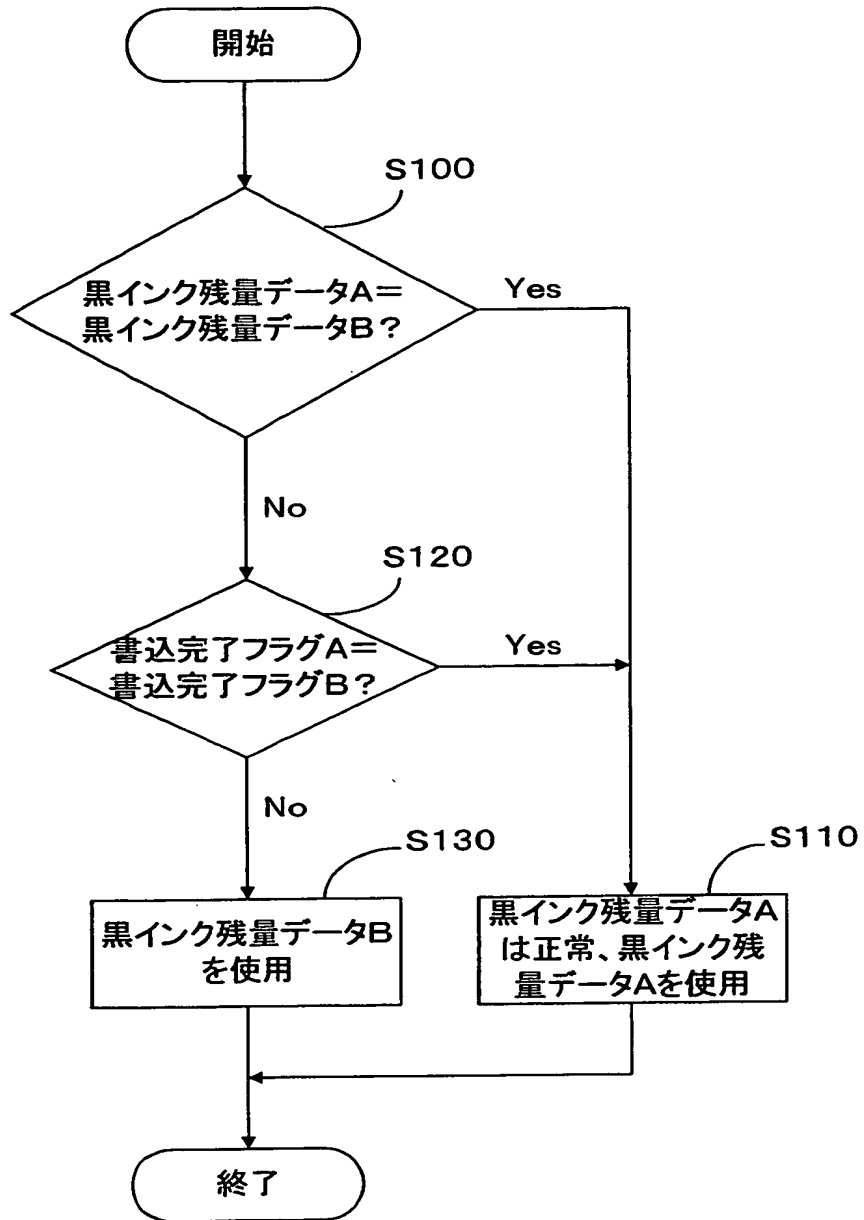 開始
S100
黒インク残量データA＝
黒インク残量データB？
Yes
No
S120
書込完了フラグA＝
書込完了フラグB？
Yes
No
S130
黒インク残量データB
を使用
S110
黒インク残量データA
は正常、黒インク残
量データAを使用
終了